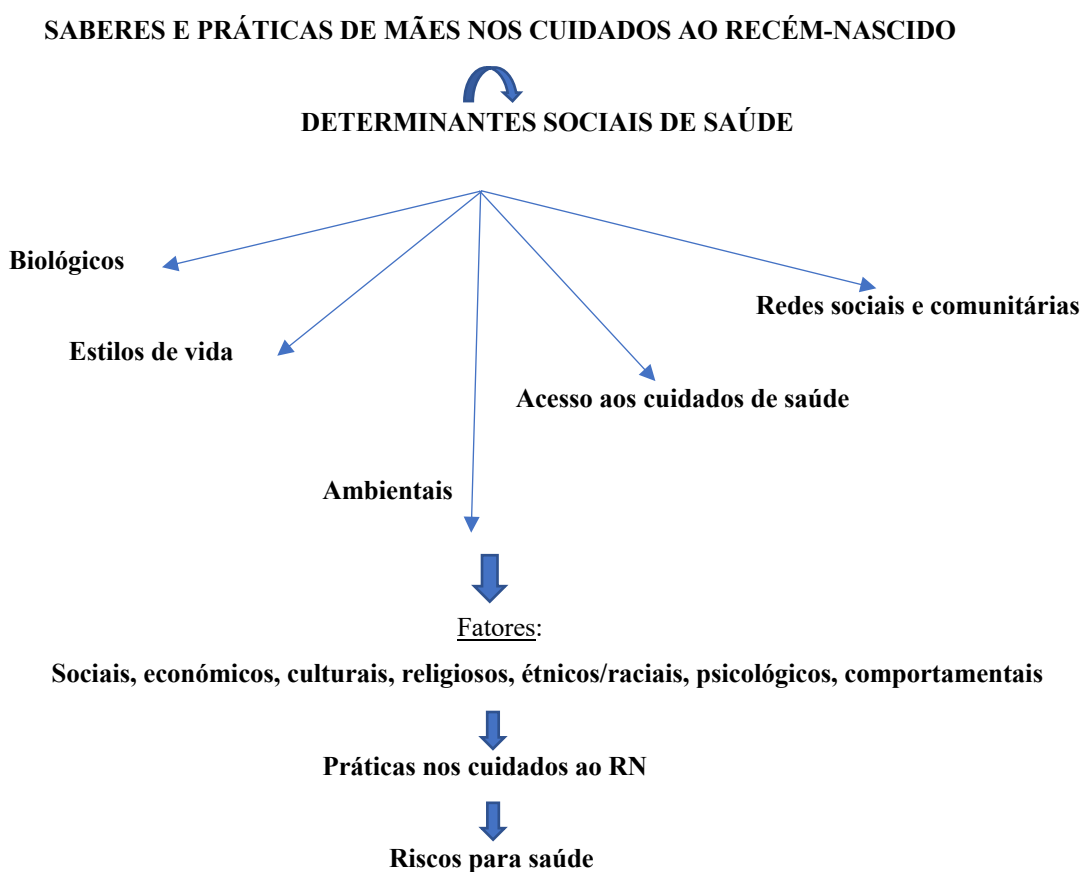 SABERES E PRÁTICAS DE MÃES NOS CUIDADOS AO RECÉM-NASCIDO
DETERMINANTES SOCIAIS DE SAÚDE
Biológicos
Redes sociais e comunitárias
Estilos de vida
Acesso aos cuidados de saúde
Ambientais
Fatores:
Sociais, económicos, culturais, religiosos, étnicos/raciais, psicológicos, comportamentais
Práticas nos cuidados ao RN
Riscos para saúde